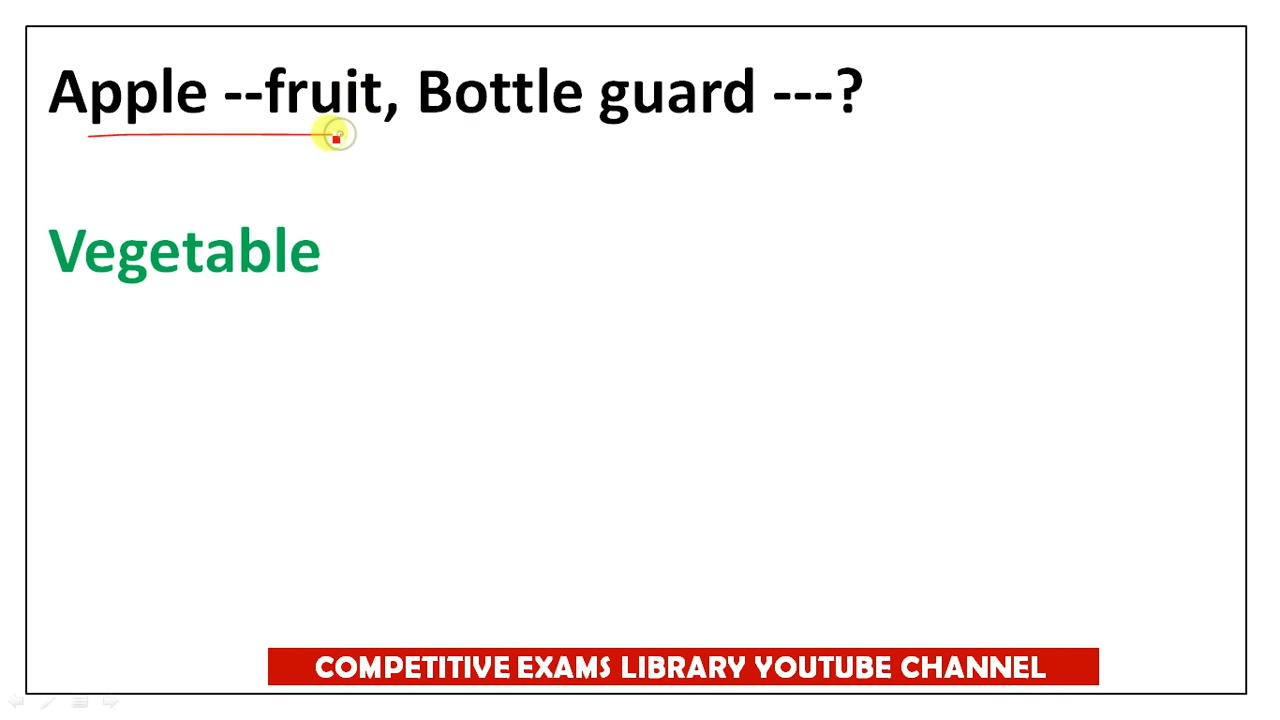 Apple --fruit, Bottle guard ---?
Vegetable
COMPETITIVE EXAMS LIBRARY YOUTUBE CHANNEL